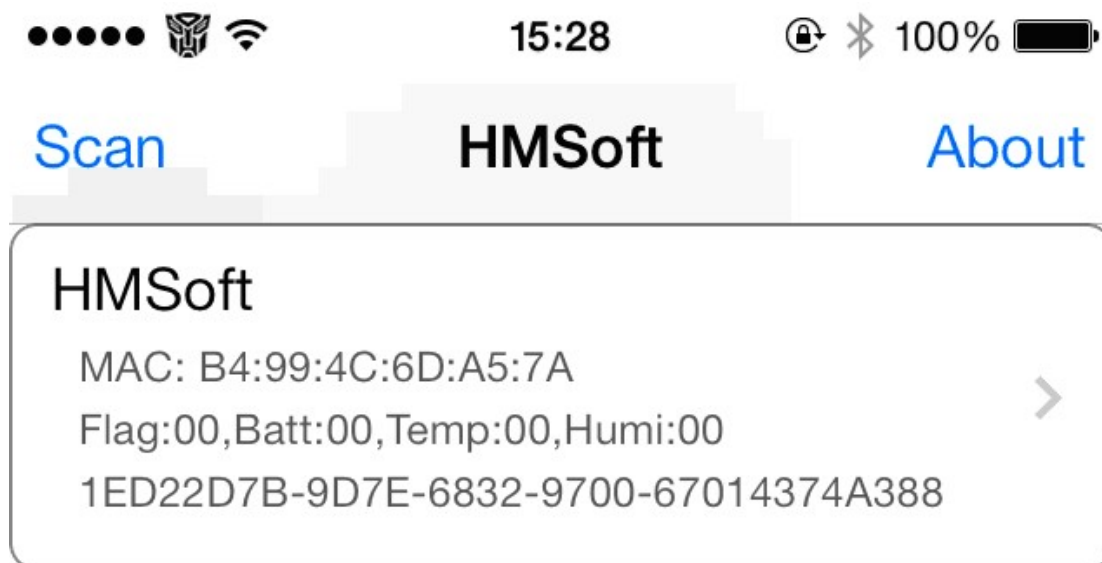 15:28 100%
Scan HMSoft About
HMSoft
MAC: B4:99:4C:6D:A5:7A
Flag:00,Batt:00,Temp:00,Humi:00
1ED22D7B-9D7E-6832-9700-67014374A388